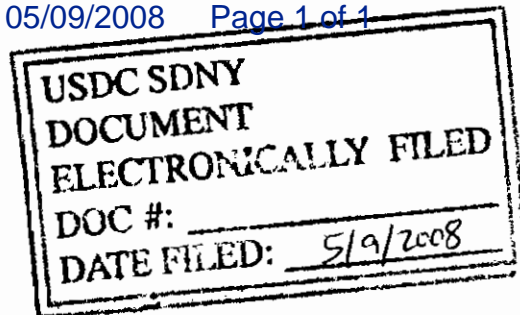 05/09/2008 Page 1 of 1
USDC SDNY
DOCUMENT
ELECTRONICALLY FILED
DOC #:
DATE FILED: 5/9/2008